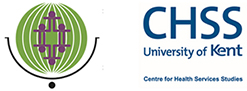 CHSS
University of Kent
Centre for Health Services Studies